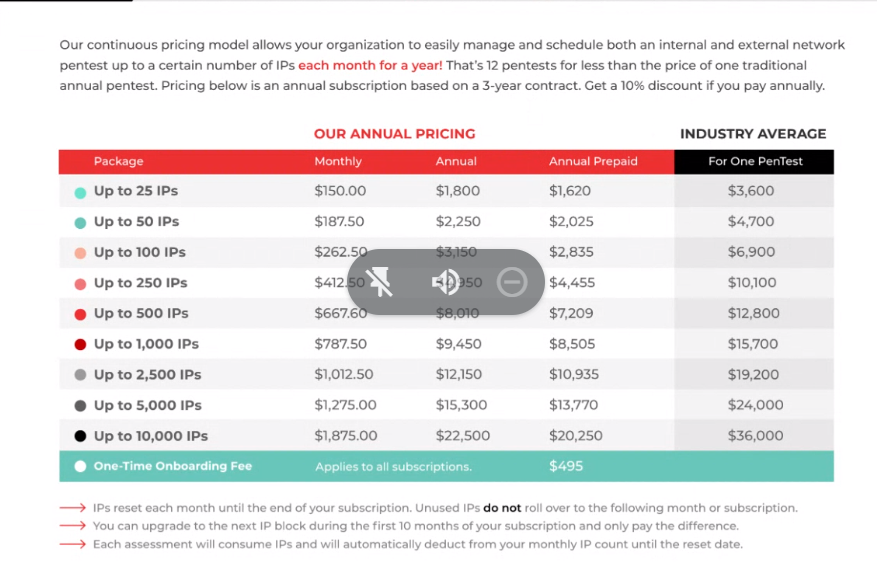 Our continuous pricing model allows your organization to easily manage and schedule both an internal and external network
pentest up to a certain number of IPs each month for a year! That's 12 pentests for less than the price of one traditional
annual pentest. Pricing below is an annual subscription based on a 3-year contract. Get a 10% discount if you pay annually.
OUR ANNUAL PRICING INDUSTRY AVERAGE
Package Monthly Annual Annual Prepaid For One PenTest
Up to 25 IPs $150.00 $1,800 $1,620 $3,600
Up to 50 IPs $187.50 $2,250 $2,025 $4,700
Up to 100 IPs $262.50 $3,150 $2,835 $6,900
Up to 250 IPs $412.50 $4,455 $10,100
Up to 500 IPs $667.60 $8,010 $7,209 $12,800
Up to 1,000 IPs $787.50 $9,450 $8,505 $15,700
Up to 2,500 IPs $1,012.50 $12,150 $10,935 $19,200
Up to 5,000 IPs $1,275.00 $15,300 $13,770 $24,000
Up to 10,000 IPs $1,875.00 $22,500 $20,250 $36,000
One-Time Onboarding Fee Applies to all subscriptions. $495
IPs reset each month until the end of your subscription. Unused IPs do not roll over to the following month or subscription.
You can upgrade to the next IP block during the first 10 months of your subscription and only pay the difference.
Each assessment will consume IPs and will automatically deduct from your monthly IP count until the reset date.